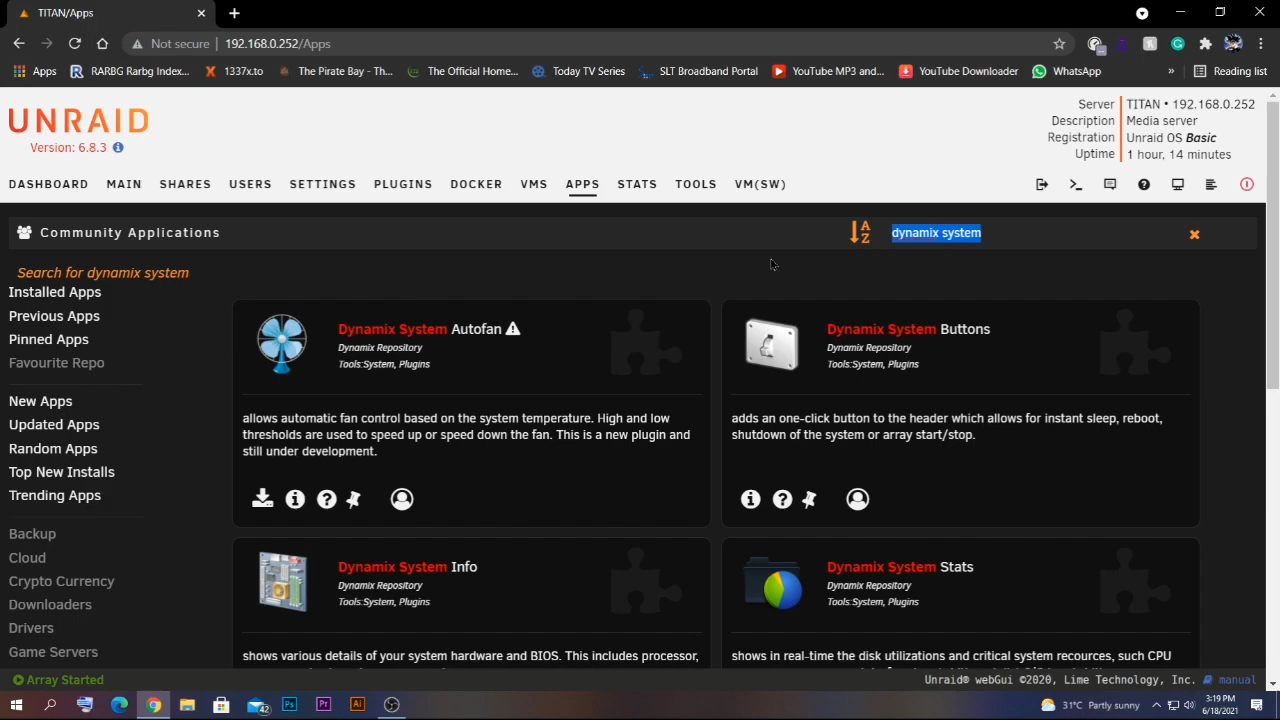 TITAN/Apps
Not secure | 192.168.0.252/Apps
Apps RARBG Rarbg Index... 1337x.to The Pirate Bay - Th... The Official Home... Today TV Series SLT Broadband Portal YouTube MP3 and... YouTube Downloader WhatsApp » Reading list
UNRAID
Version: 6.8.3
Server TITAN • 192.168.0.252
Description Media server
Registration Unraid OS Basic
Uptime 1 hour, 14 minutes
DASHBOARD MAIN SHARES USERS SETTINGS PLUGINS DOCKER VMS APPS STATS TOOLS VM(SW)
Community Applications
A
Z
dynamix system
Search for dynamix system
Installed Apps
Previous Apps
Pinned Apps
Favourite Repo
New Apps
Updated Apps
Random Apps
Top New Installs
Trending Apps
Backup
Cloud
Crypto Currency
Downloaders
Drivers
Game Servers
Dynamix System Autofan
Dynamix Repository
Tools:System, Plugins
allows automatic fan control based on the system temperature. High and low
thresholds are used to speed up or speed down the fan. This is a new plugin and
still under development.
Dynamix System Buttons
Dynamix Repository
Tools:System, Plugins
adds an one-click button to the header which allows for instant sleep, reboot,
shutdown of the system or array start/stop.
Dynamix System Info
Dynamix Repository
Tools:System, Plugins
shows various details of your system hardware and BIOS. This includes processor,
Dynamix System Stats
Dynamix Repository
Tools:System, Plugins
shows in real-time the disk utilizations and critical system recources, such CPU
Array Started
Unraid® webGui ©2020, Lime Technology, Inc. manual
42
Ps
Pr
Ai
31°C Partly sunny
3:19 PM
6/18/2021